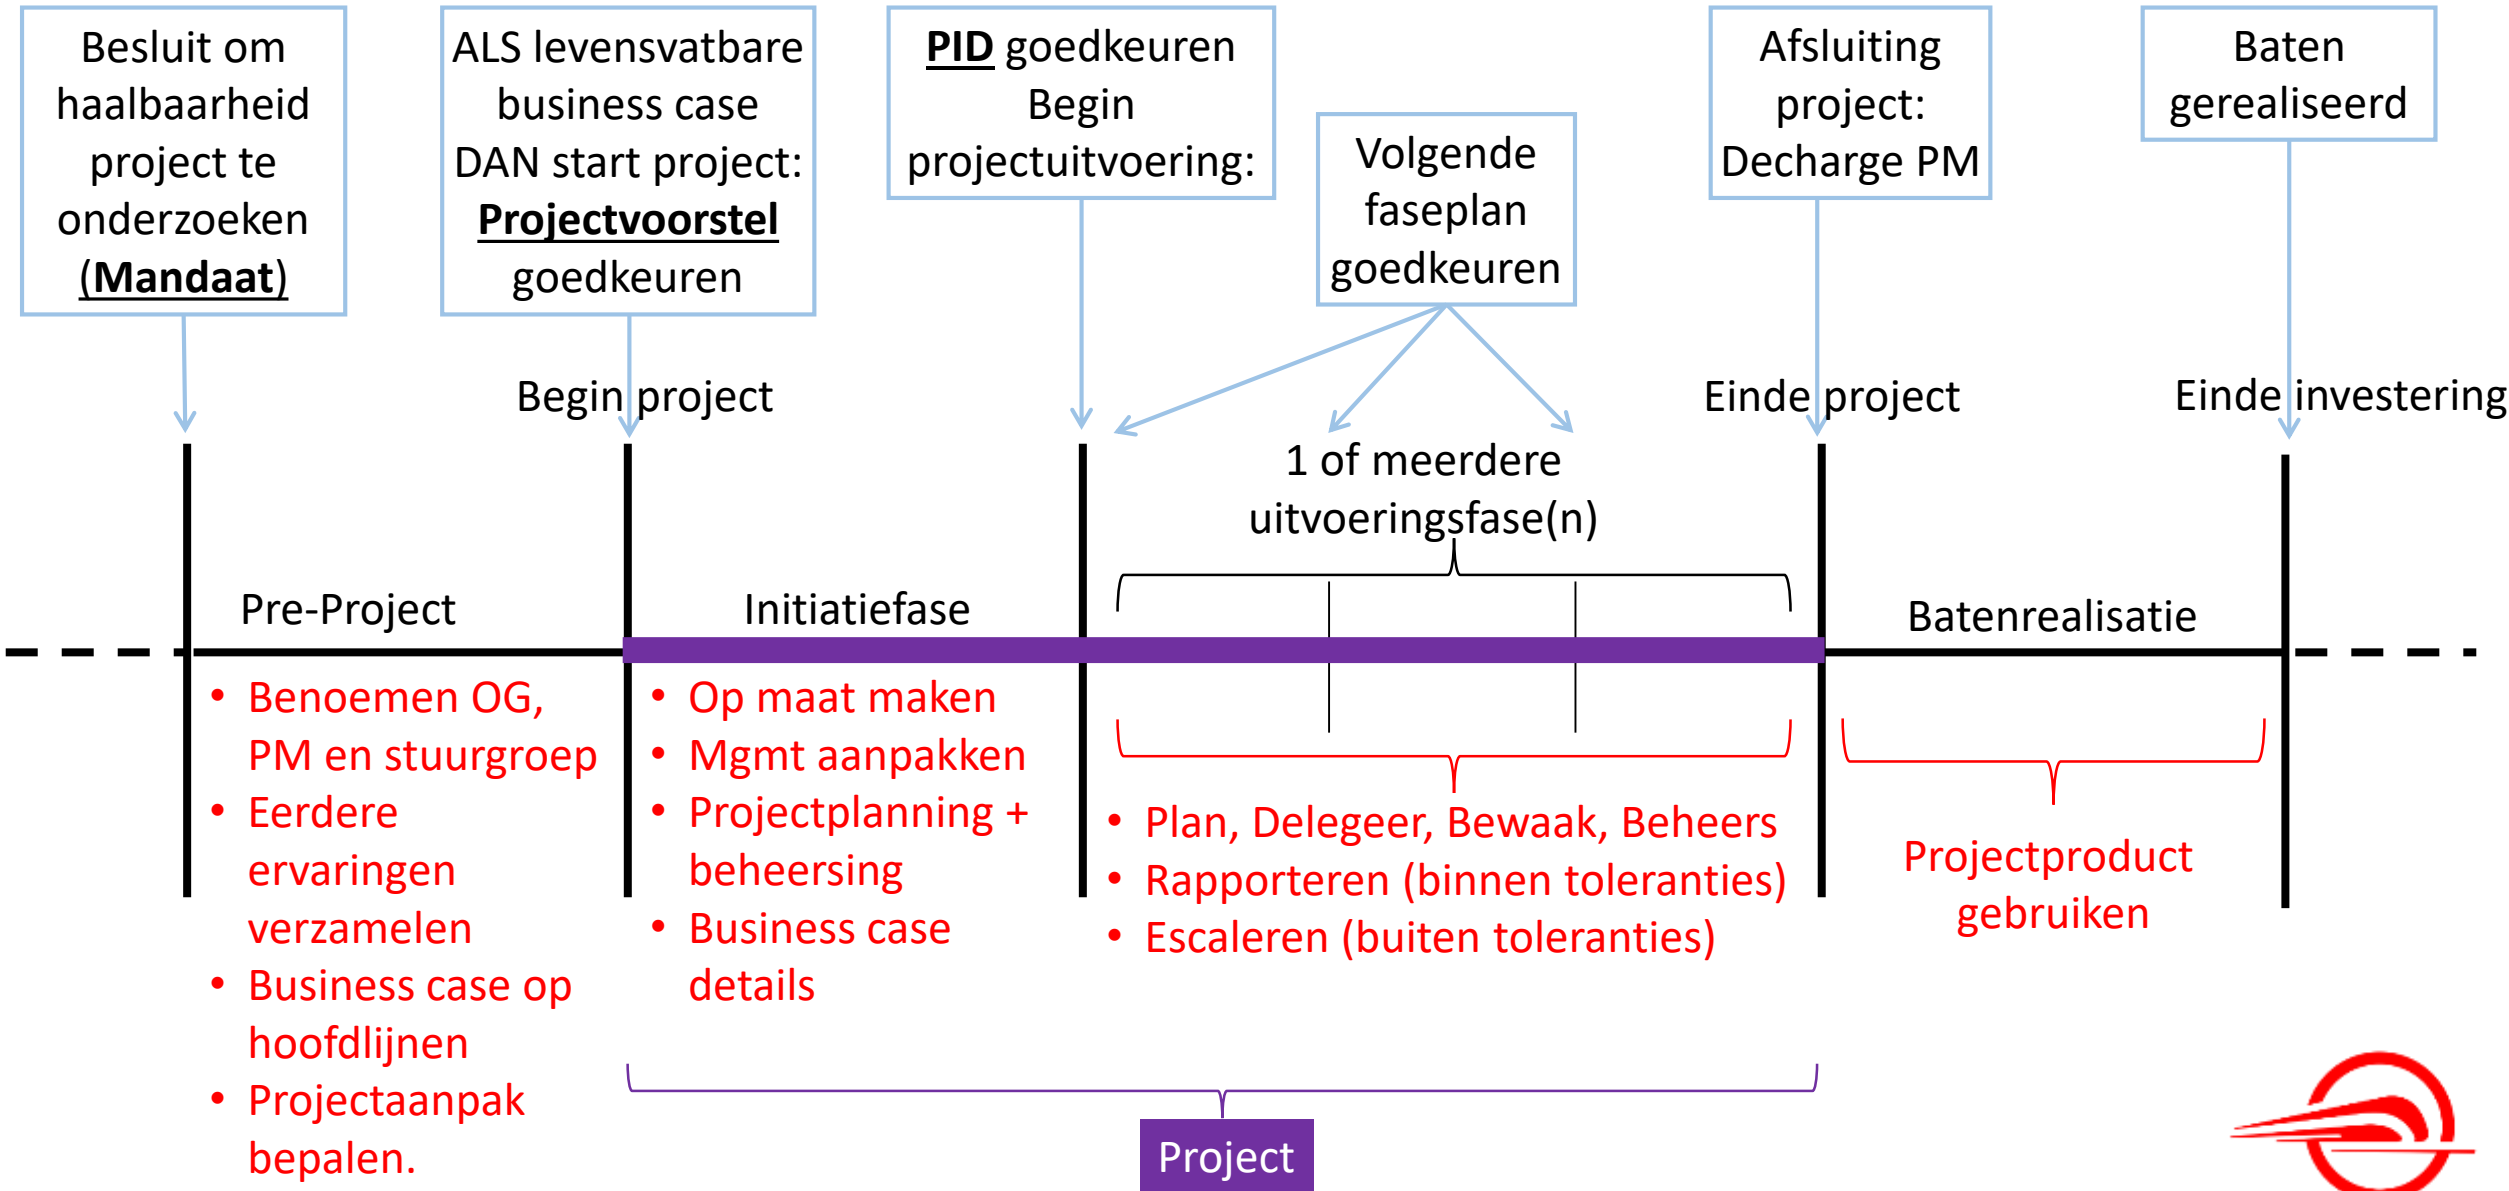 Besluit om
haalbaarheid
project te
onderzoeken
(Mandaat)
ALS levensvatbare
business case
DAN start project:
Projectvoorstel
goedkeuren
PID goedkeuren
Begin
projectuitvoering:
Volgende
faseplan
goedkeuren
Afsluiting
project:
Decharge PM
Baten
gerealiseerd
Begin project
Einde project
Einde investering
1 of meerdere
uitvoeringsfase(n)
Pre-Project
Initiatiefase
Batenrealisatie
• Benoemen OG,
PM en stuurgroep
• Eerdere
ervaringen
verzamelen
• Business case op
hoofdlijnen
• Projectaanpak
bepalen.
• Op maat maken
• Mgmt aanpakken
• Projectplanning +
beheersing
• Business case
details
• Plan, Delegeer, Bewaak, Beheers
• Rapporteren (binnen toleranties)
• Escaleren (buiten toleranties)
Projectproduct
gebruiken
Project